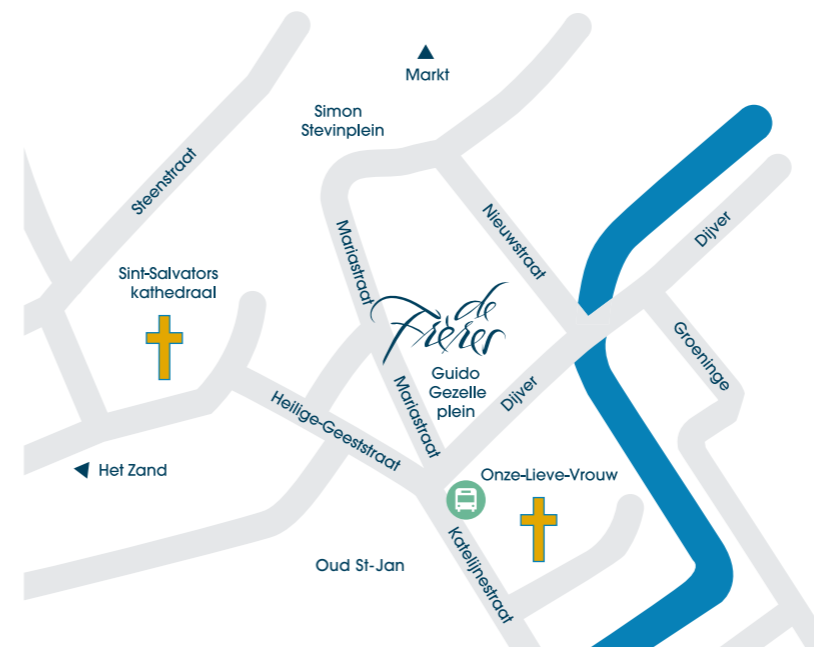 Markt
Simon
Stevinplein
Steenstraat
Nieuwstraat
Dijver
Mariastraat
Sint-Salvators
kathedraal
de
Frères
Groeninge
Guido
Gezelle
plein
Mariastraat
Dijver
Heilige-Geeststraat
Het Zand
Onze-Lieve-Vrouw
Katelijnestraat
Oud St-Jan